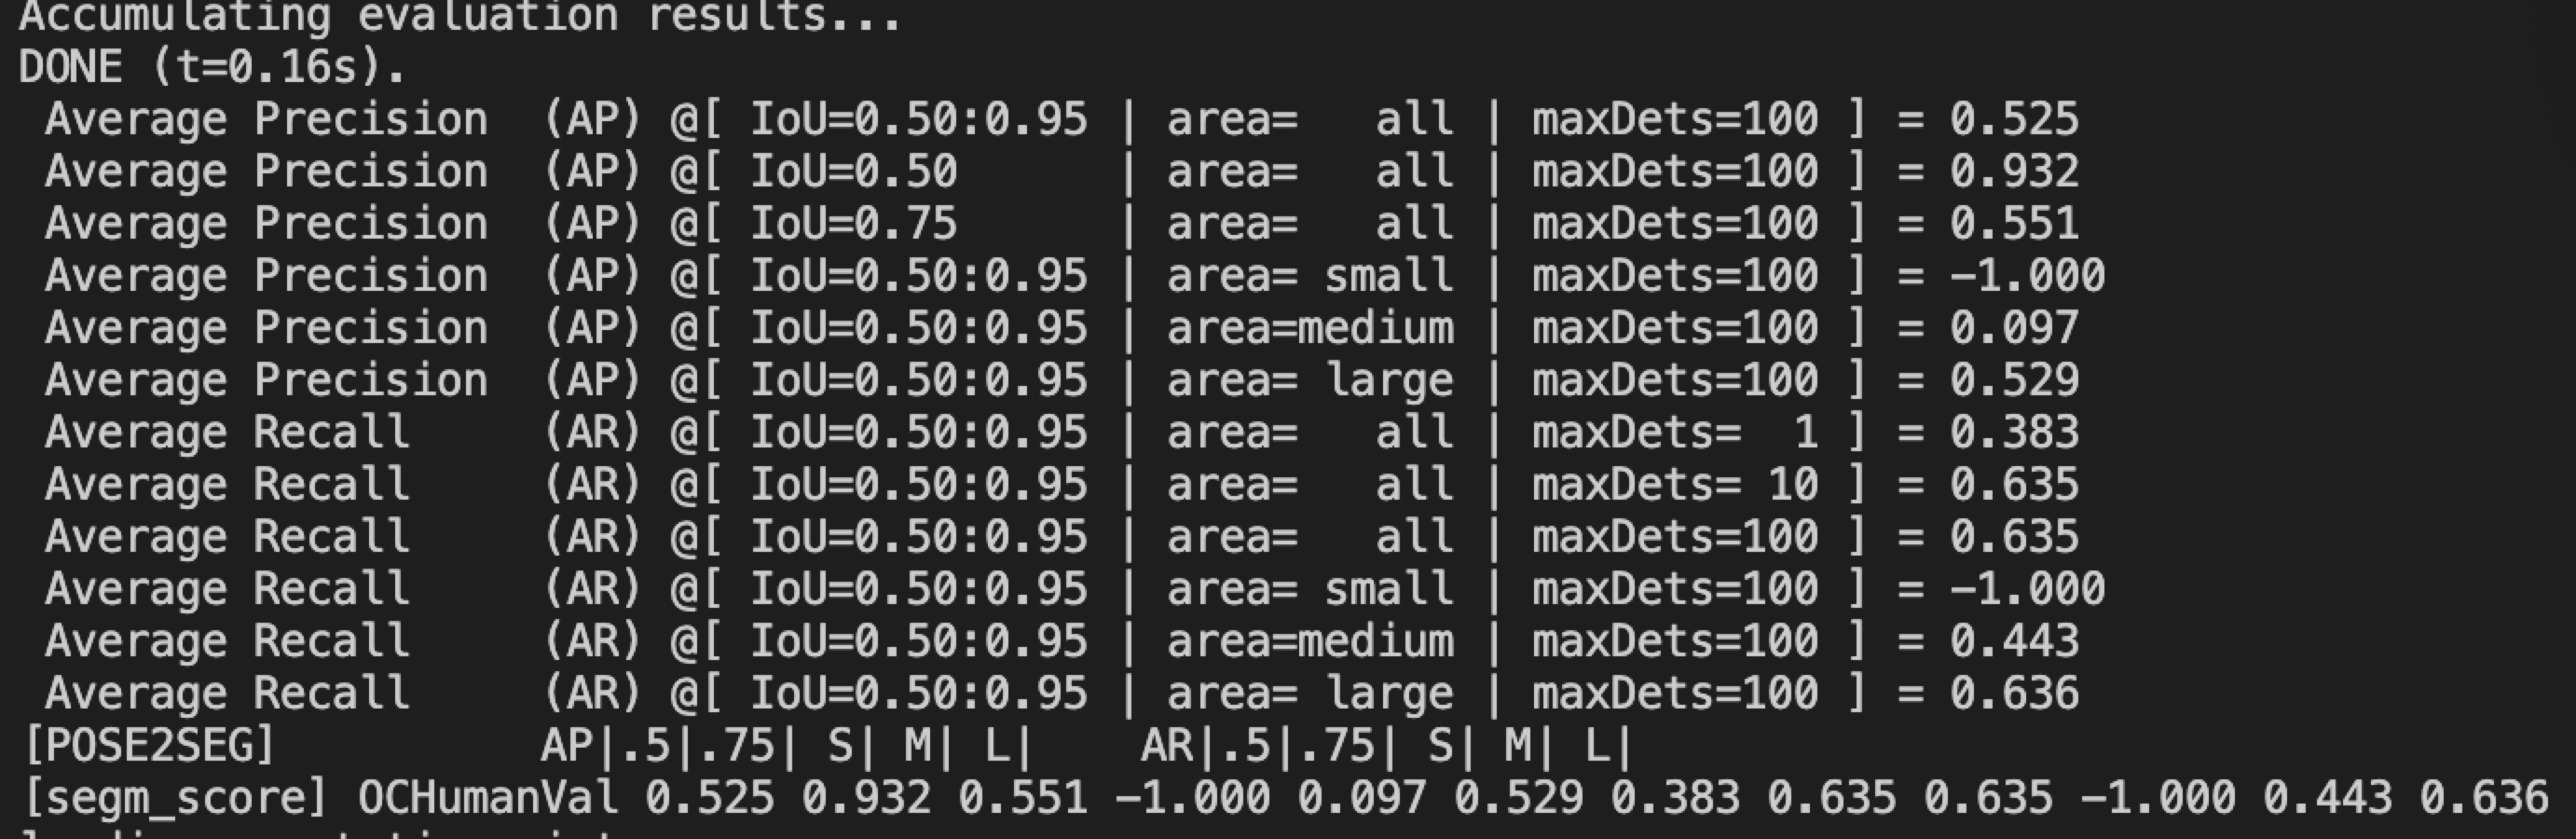 Accumulating evaluation results...
DONE (t=0.16s).
 Average Precision  (AP) @[ IoU=0.50:0.95 | area=   all | maxDets=100 ] = 0.525
 Average Precision  (AP) @[ IoU=0.50      | area=   all | maxDets=100 ] = 0.932
 Average Precision  (AP) @[ IoU=0.75      | area=   all | maxDets=100 ] = 0.551
 Average Precision  (AP) @[ IoU=0.50:0.95 | area= small | maxDets=100 ] = -1.000
 Average Precision  (AP) @[ IoU=0.50:0.95 | area=medium | maxDets=100 ] = 0.097
 Average Precision  (AP) @[ IoU=0.50:0.95 | area= large | maxDets=100 ] = 0.529
 Average Recall     (AR) @[ IoU=0.50:0.95 | area=   all | maxDets=  1 ] = 0.383
 Average Recall     (AR) @[ IoU=0.50:0.95 | area=   all | maxDets= 10 ] = 0.635
 Average Recall     (AR) @[ IoU=0.50:0.95 | area=   all | maxDets=100 ] = 0.635
 Average Recall     (AR) @[ IoU=0.50:0.95 | area= small | maxDets=100 ] = -1.000
 Average Recall     (AR) @[ IoU=0.50:0.95 | area=medium | maxDets=100 ] = 0.443
 Average Recall     (AR) @[ IoU=0.50:0.95 | area= large | maxDets=100 ] = 0.636
[POSE2SEG]          AP|.5|.75| S| M| L|    AR|.5|.75| S| M| L|
[segm_score] OCHumanVal 0.525 0.932 0.551 -1.000 0.097 0.529 0.383 0.635 0.635 -1.000 0.443 0.636